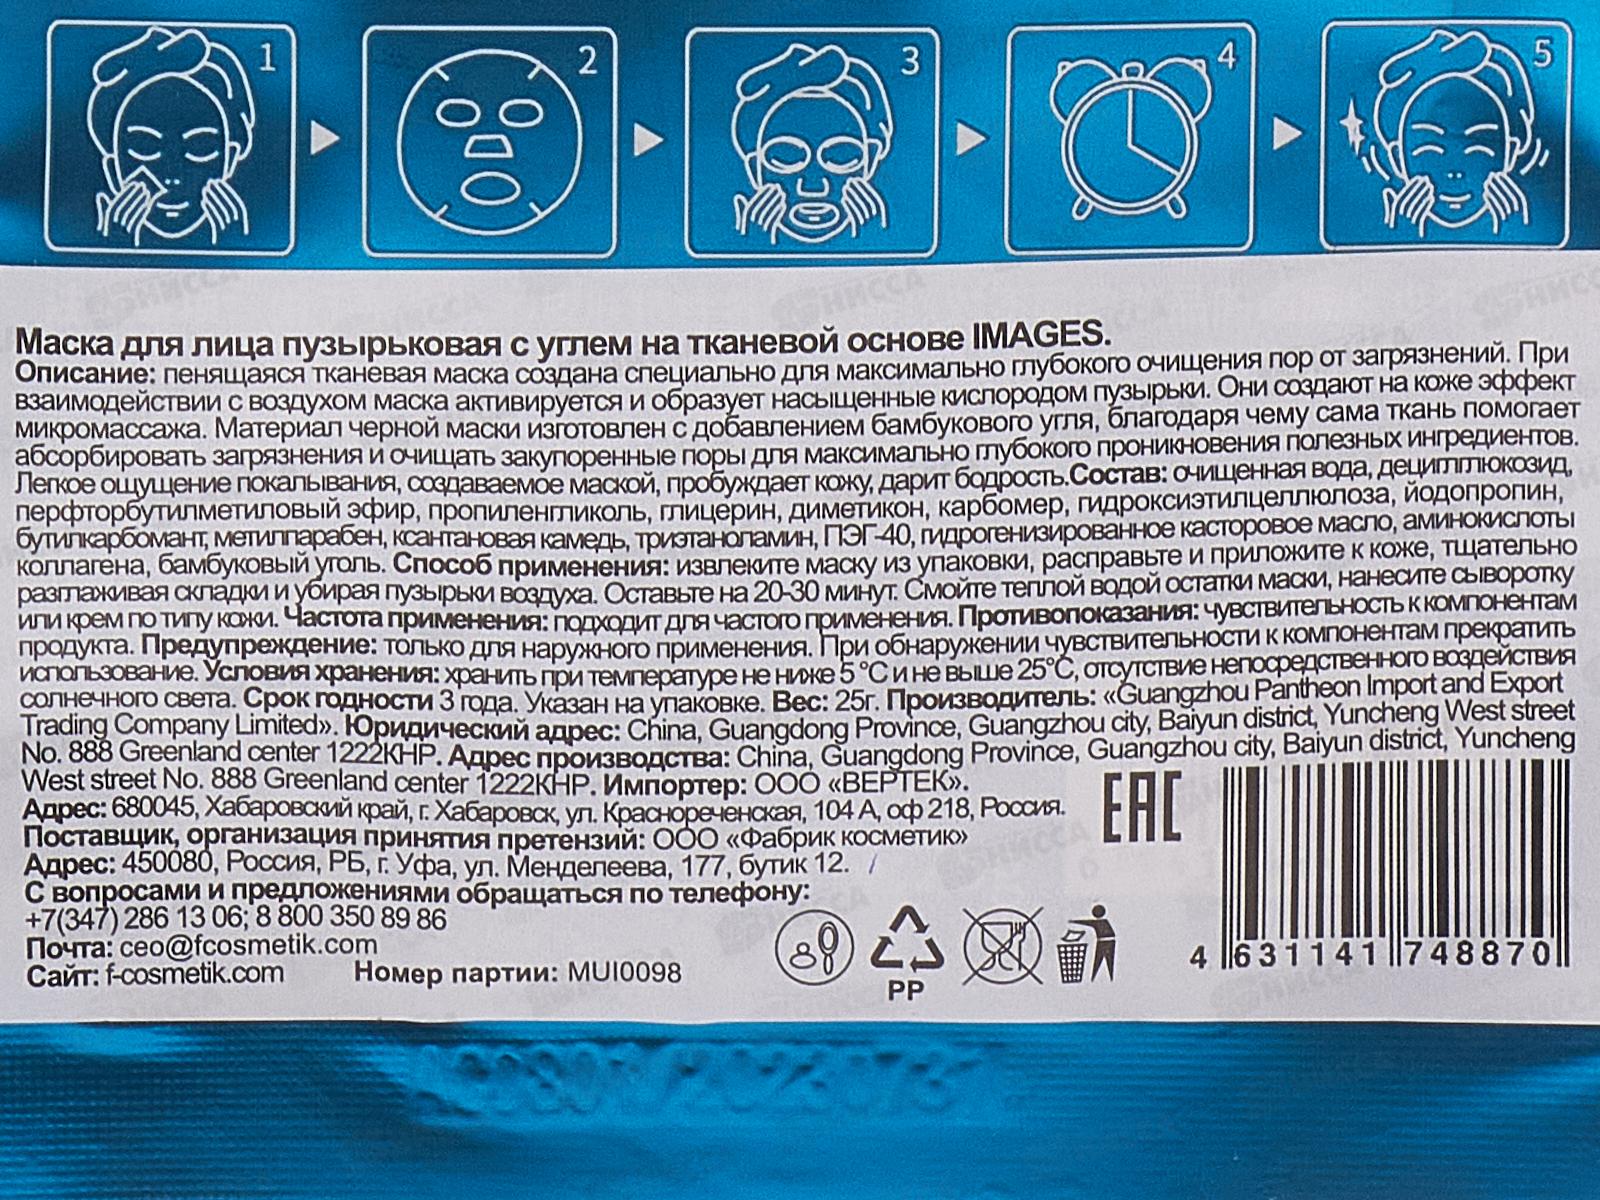 1
2
3
4
5
Маска для лица пузырьковая с углем на тканевой основе IMAGES.
Описание: пенящаяся тканевая маска создана специально для максимально глубокого очищения пор от загрязнений. При
взаимодействии с воздухом маска активируется и образует насыщенные кислородом пузырьки. Они создают на коже эффект
микромассажа. Материал черной маски изготовлен с добавлением бамбукового угля, благодаря чему сама ткань помогает
абсорбировать загрязнения и очищать закупоренные поры для максимально глубокого проникновения полезных ингредиентов.
Легкое ощущение покалывания, создаваемое маской, пробуждает кожу, дарит бодрость.Состав: очищенная вода, децилглюкозид,
перфторбутилметиловый эфир, пропиленгликоль, глицерин, диметикон, карбомер, гидроксиэтилцеллюлоза, йодопропин,
бутилкарбомант, метилпарабен, ксантановая камедь, триэтаноламин, ПЭГ-40, гидрогенизированное касторовое масло, аминокислоты
коллагена, бамбуковый уголь. Способ применения: извлеките маску из упаковки, расправьте и приложите к коже, тщательно
разглаживая складки и убирая пузырьки воздуха. Оставьте на 20-30 минут. Смойте теплой водой остатки маски, нанесите сыворотку
или крем по типу кожи. Частота применения: подходит для частого применения. Противопоказания: чувствительность к компонентам
продукта. Предупреждение: только для наружного применения. При обнаружении чувствительности к компонентам прекратить
использование. Условия хранения: хранить при температуре не ниже 5 °C и не выше 25°C, отсутствие непосредственного воздействия
солнечного света. Срок годности 3 года. Указан на упаковке. Вес: 25г. Производитель: «Guangzhou Pantheon Import and Export
Trading Company Limited». Юридический адрес: China, Guangdong Province, Guangzhou city, Baiyun district, Yuncheng West street
No. 888 Greenland center 1222КНР. Адрес производства: China, Guangdong Province, Guangzhou city, Baiyun district, Yuncheng
West street No. 888 Greenland center 1222КНР. Импортер: ООО «ВЕРТЕК».
Адрес: 680045, Хабаровский край, г. Хабаровск, ул. Краснореченская, 104 А, оф 218, Россия.
Поставщик, организация принятия претензий: ООО «Фабрик косметик»
Адрес: 450080, Россия, РБ, г. Уфа, ул. Менделеева, 177, бутик 12.
С вопросами и предложениями обращаться по телефону:
+7(347) 286 13 06; 8 800 350 89 86
Почта: ceo@fcosmetik.com
Сайт: f-cosmetik.com Номер партии: MUI0098
EAC
PP
4 631141 748870